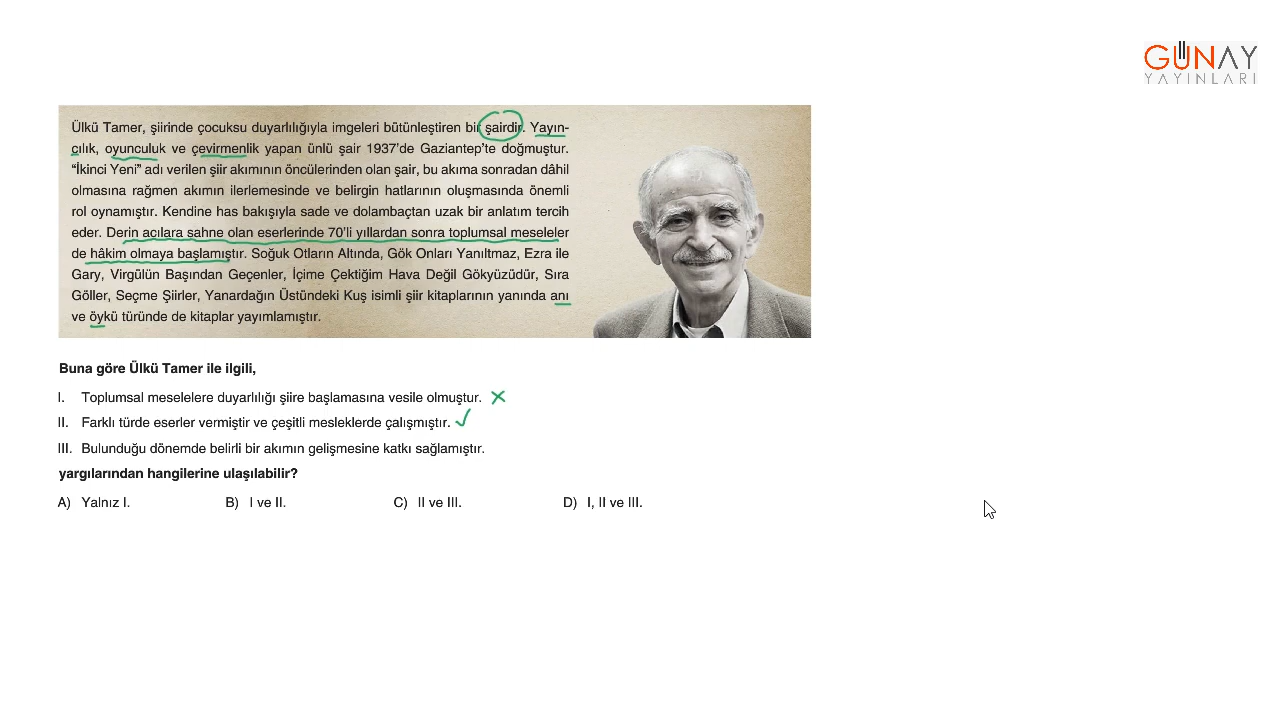 GÜNAY
YAYINLARI
Ülkü Tamer, şiirinde çocuksu duyarlılığıyla imgeleri bütünleştiren bir şairdir. Yayın-
cılık, oyunculuk ve çevirmenlik yapan ünlü şair 1937'de Gaziantep'te doğmuştur.
"İkinci Yeni" adı verilen şiir akımının öncülerinden olan şair, bu akıma sonradan dâhil
olmasına rağmen akımın ilerlemesinde ve belirgin hatlarının oluşmasında önemli
rol oynamıştır. Kendine has bakışıyla sade ve dolambaçtan uzak bir anlatım tercih
eder. Derin acılara sahne olan eserlerinde 70'li yıllardan sonra toplumsal meseleler
de hâkim olmaya başlamıştır. Soğuk Otların Altında, Gök Onları Yanıltmaz, Ezra ile
Gary, Virgülün Başından Geçenler, İçime Çektiğim Hava Değil Gökyüzüdür, Sıra
Göller, Seçme Şiirler, Yanardağın Üstündeki Kuş isimli şiir kitaplarının yanında anı
ve öykü türünde de kitaplar yayımlamıştır.
Buna göre Ülkü Tamer ile ilgili,
I. Toplumsal meselelere duyarlılığı şiire başlamasına vesile olmuştur.
II. Farklı türde eserler vermiştir ve çeşitli mesleklerde çalışmıştır.
III. Bulunduğu dönemde belirli bir akımın gelişmesine katkı sağlamıştır.
yargılarından hangilerine ulaşılabilir?
A) Yalnız I. B) I ve II. C) II ve III. D) I, II ve III.